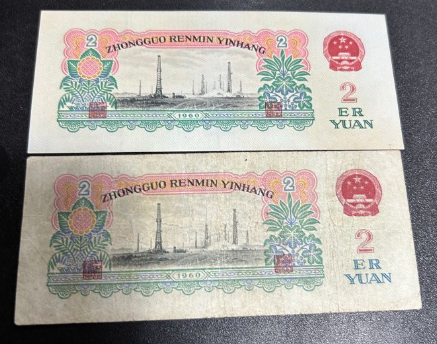 2 ZHONGGUO RENMIN YINHANG 2
1960
2
ER
YUAN
2 ZHONGGUO RENMIN YINHANG 2
1960
2
ER
YUAN